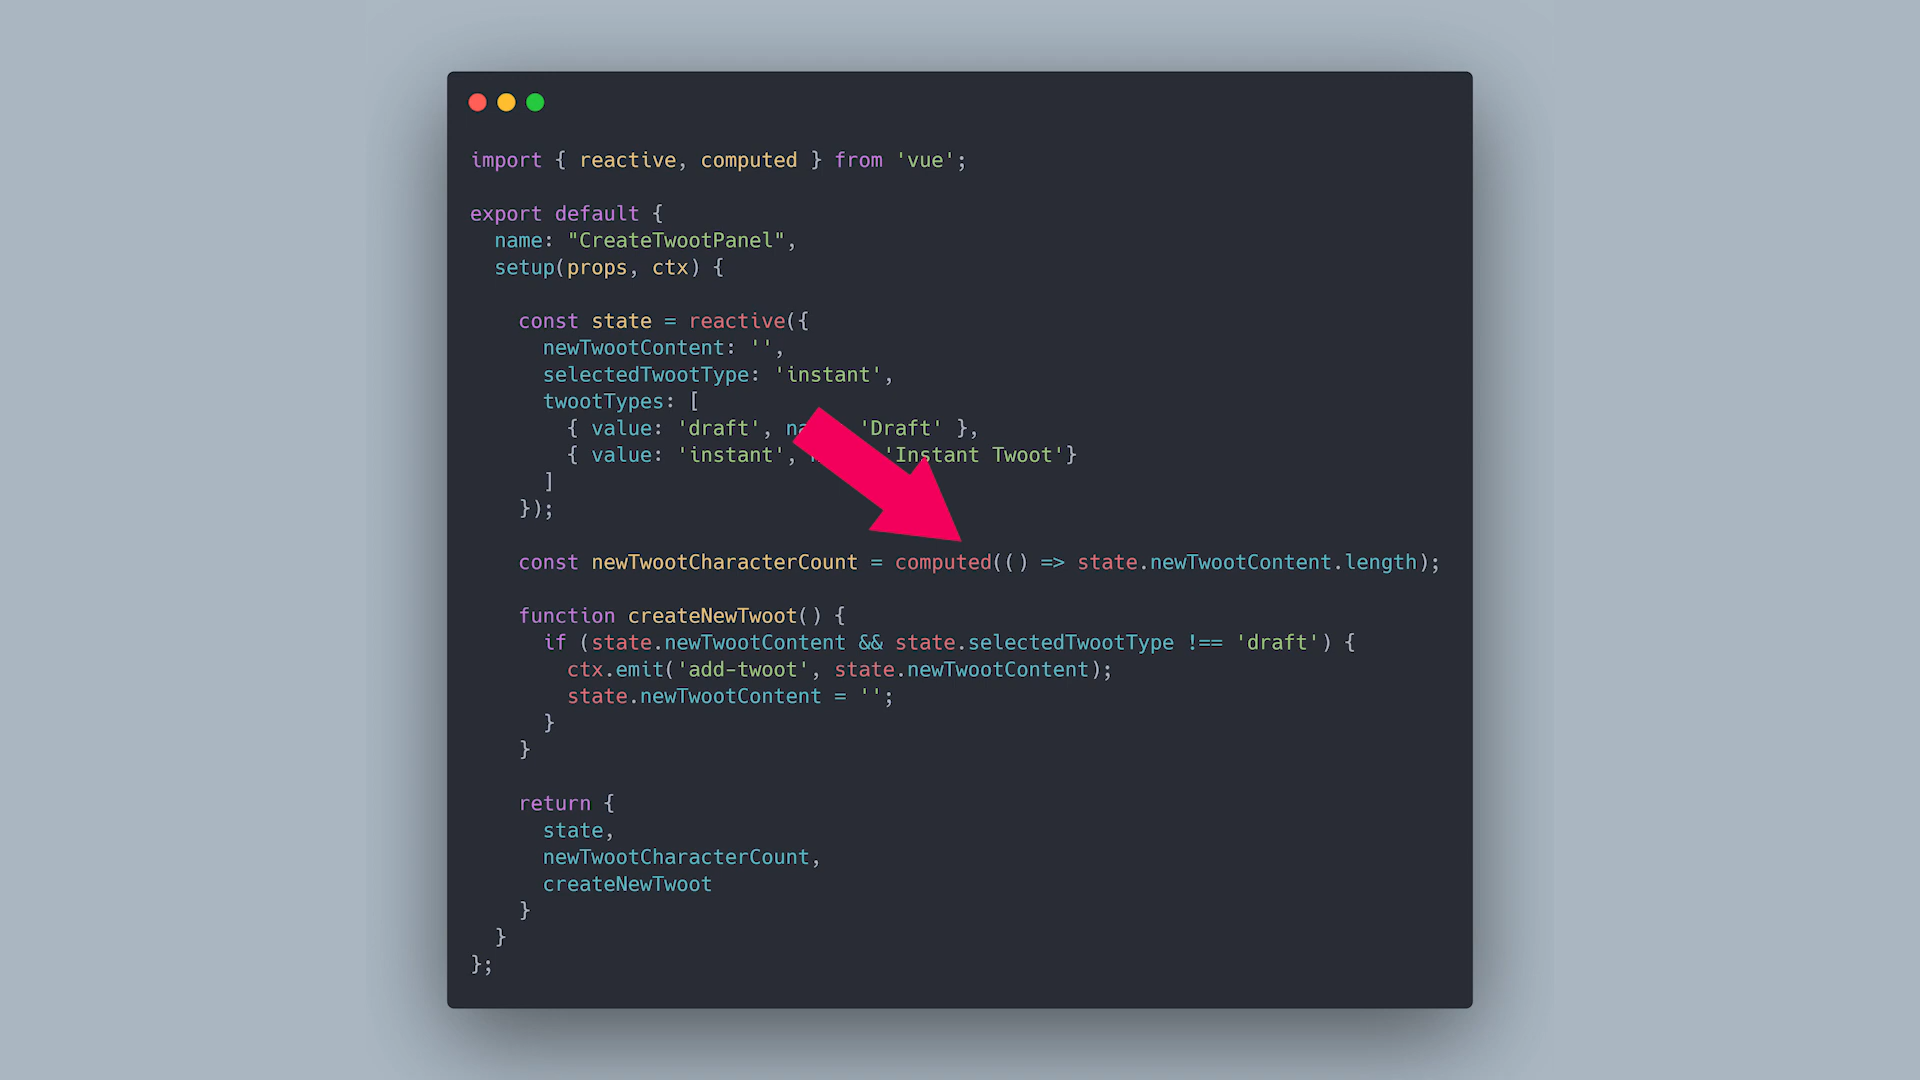 import { reactive, computed } from 'vue';
export default {
name: "CreateTwootPanel",
setup(props, ctx) {
const state = reactive({
newTwootContent: '',
selectedTwootType: 'instant',
twootTypes: [
{ value: 'draft', 'Draft' },
{ value: 'instant', 'Instant Twoot'}
]
});
const newTwootCharacterCount = computed(() => state.newTwootContent.length);
function createNewTwoot() {
if (state.newTwootContent && state.selectedTwootType !== 'draft') {
ctx.emit('add-twoot', state.newTwootContent);
state.newTwootContent = '';
}
}
return {
state,
newTwootCharacterCount,
createNewTwoot
}
}
};